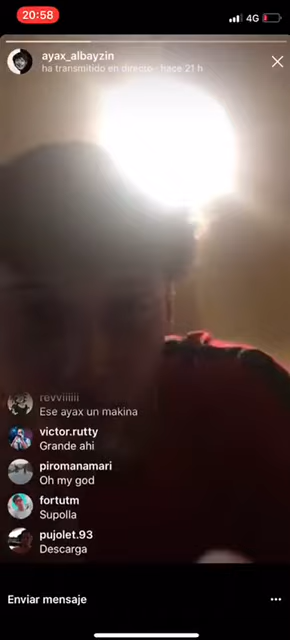 20:58
4G
ayax_albayzin
ha transmitido en directo · hace 21 h
revviiiiii
Ese ayax un makina
victor.rutty
Grande ahi
piromanamari
Oh my god
fortutm
Supolla
pujolet.93
Descarga
Enviar mensaje